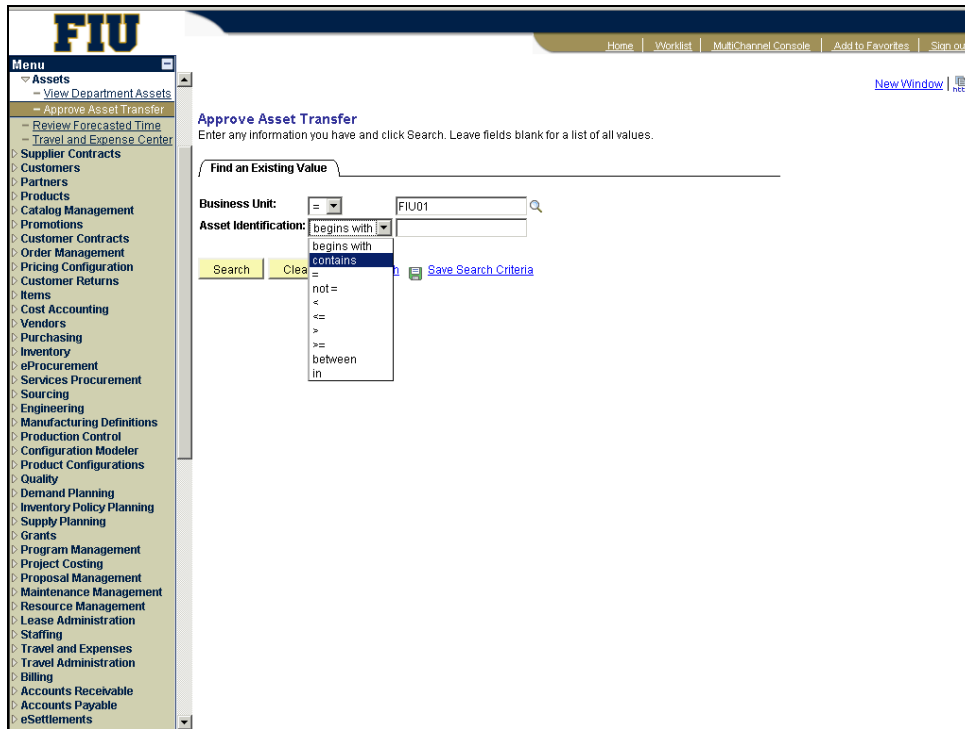 FIU
Home | Worklist | MultiChannel Console | Add to Favorites | Sign ou
Menu
New Window
Assets
View Department Assets
Approve Asset Transfer
Review Forecasted Time
Travel and Expense Center
Supplier Contracts
Customers
Partners
Products
Catalog Management
Promotions
Customer Contracts
Order Management
Pricing Configuration
Customer Returns
Items
Cost Accounting
Vendors
Purchasing
Inventory
eProcurement
Services Procurement
Sourcing
Engineering
Manufacturing Definitions
Production Control
Configuration Modeler
Product Configurations
Quality
Demand Planning
Inventory Policy Planning
Supply Planning
Grants
Program Management
Project Costing
Proposal Management
Maintenance Management
Resource Management
Lease Administration
Staffing
Travel and Expenses
Travel Administration
Billing
Accounts Receivable
Accounts Payable
eSettlements
Approve Asset Transfer
Enter any information you have and click Search. Leave fields blank for a list of all values.
Find an Existing Value
Business Unit: = FIU01
Asset Identification: begins with
begins with
contains
=
not =
<
<=
>
>=
between
in
Search Clea h Save Search Criteria